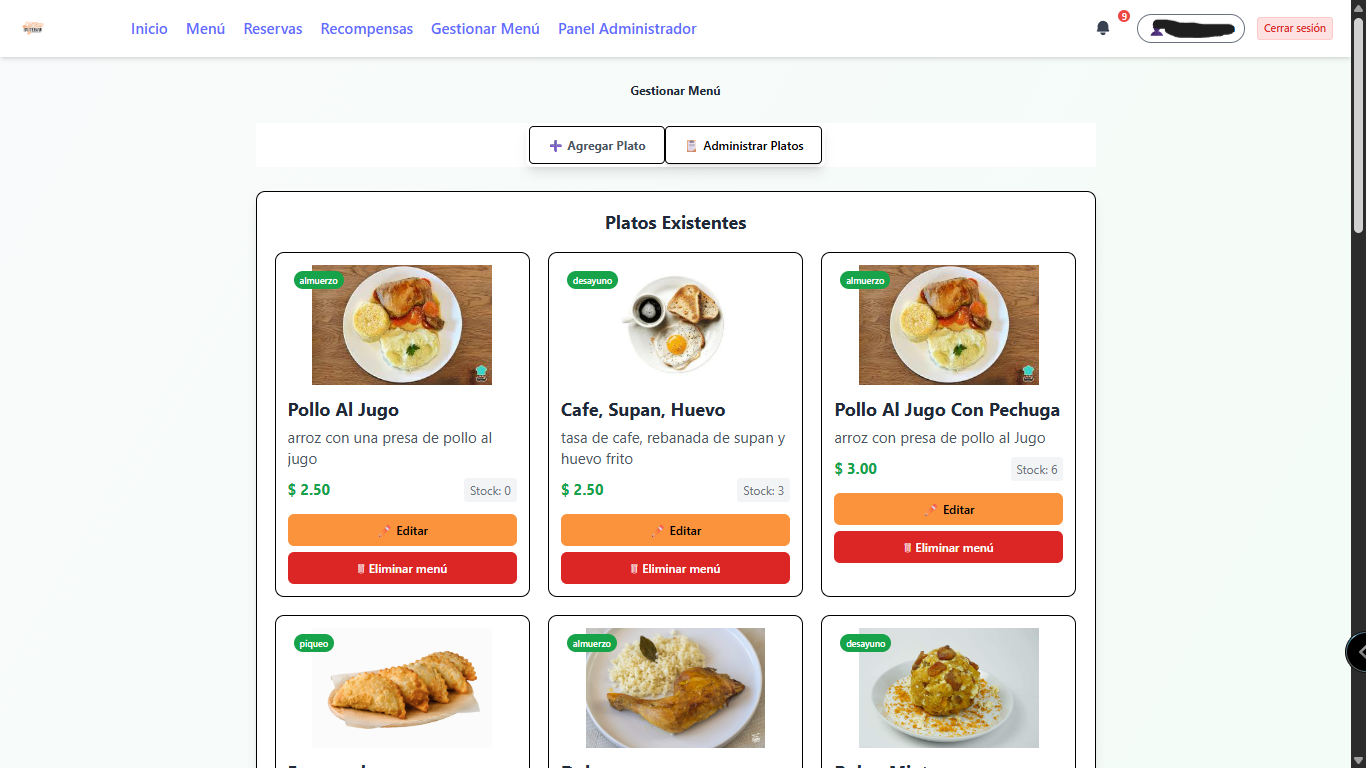 Inicio Menú Reservas Recompensas Gestionar Menú Panel Administrador 9 Cerrar sesión
Gestionar Menú
Agregar Plato Administrar Platos
Platos Existentes
almuerzo
Pollo Al Jugo
arroz con una presa de pollo al
jugo
$ 2.50 Stock: 0
Editar
Eliminar menú
desayuno
Cafe, Supan, Huevo
tasa de cafe, rebanada de supan y
huevo frito
$ 2.50 Stock: 3
Editar
Eliminar menú
almuerzo
Pollo Al Jugo Con Pechuga
arroz con presa de pollo al Jugo
$ 3.00 Stock: 6
Editar
Eliminar menú
piqueo
almuerzo
desayuno